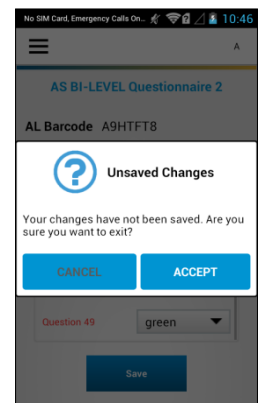 No SIM Card, Emergency Calls On.. 10:46
A
AS BI-LEVEL Questionnaire 2
AL Barcode A9HTFT8
Unsaved Changes
Your changes have not been saved. Are you
sure you want to exit?
CANCEL ACCEPT
Question 49 green
Save